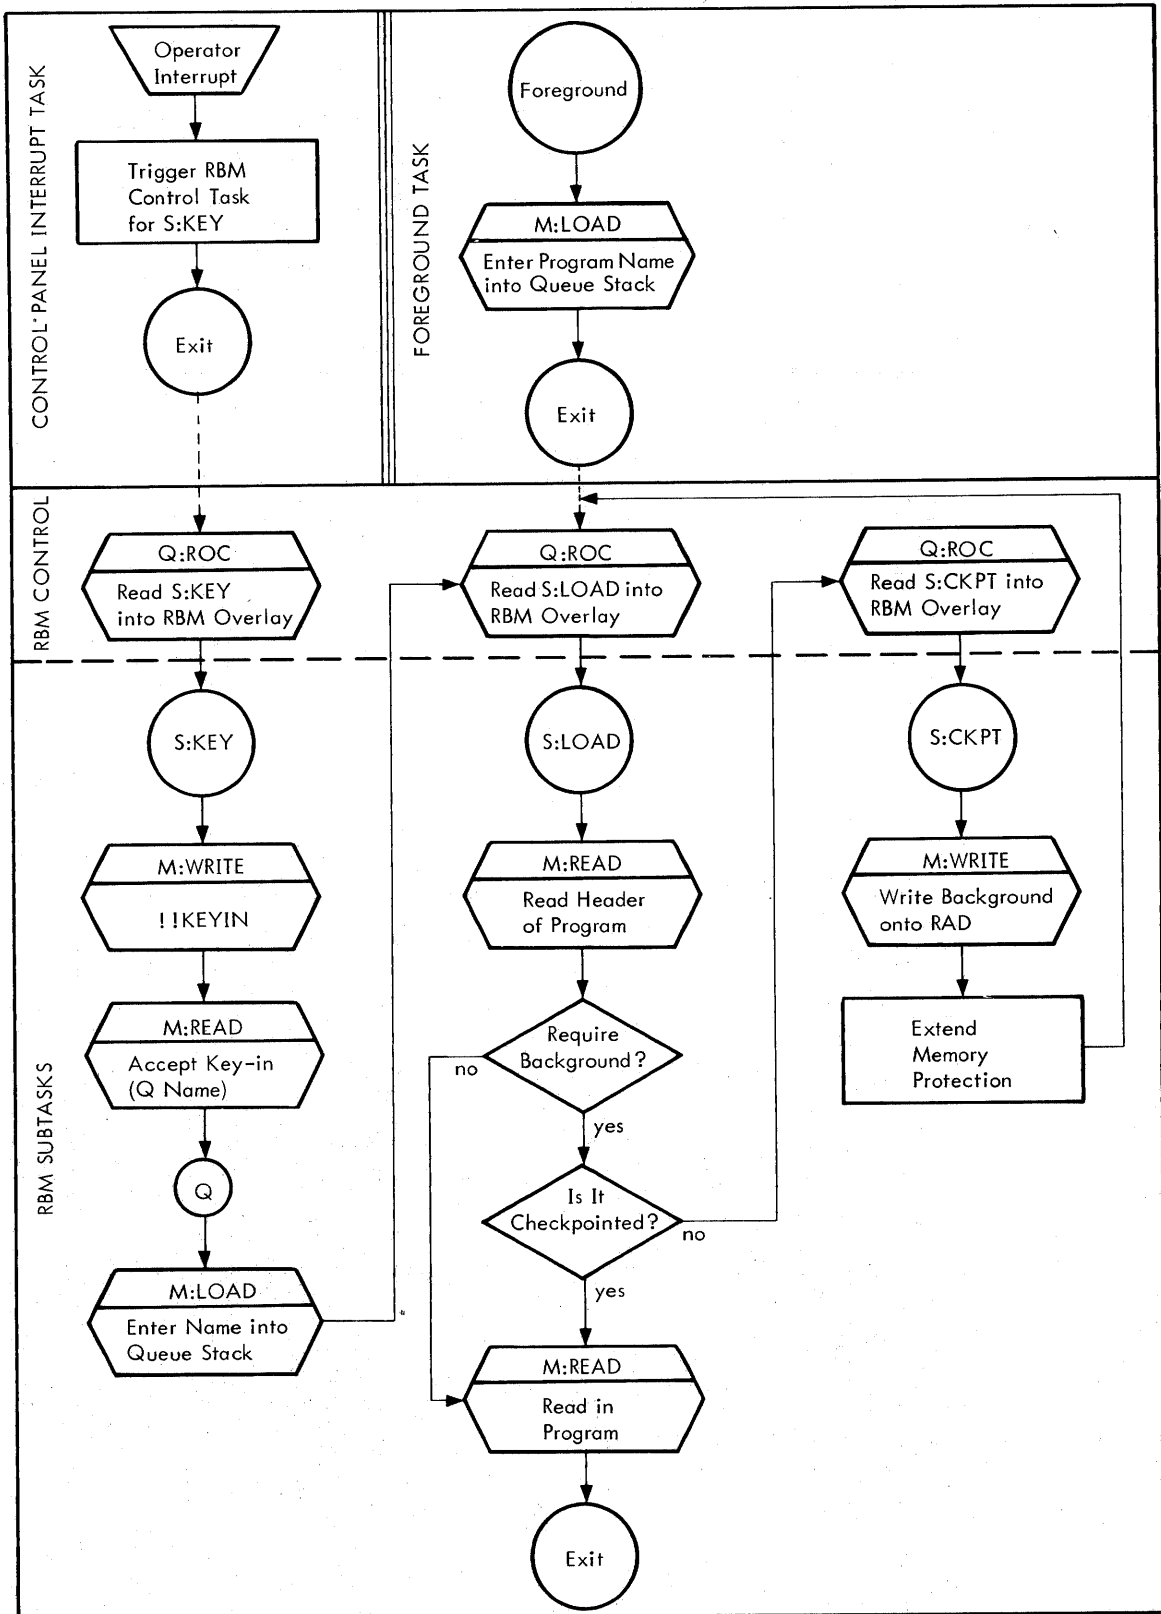 CONTROL PANEL INTERRUPT TASK
Operator
Interrupt
Trigger RBM
Control Task
for S:KEY
Exit
FOREGROUND TASK
Foreground
M:LOAD
Enter Program Name
into Queue Stack
Exit
RBM CONTROL
Q:ROC
Read S:KEY
into RBM Overlay
Q:ROC
Read S:LOAD into
RBM Overlay
Q:ROC
Read S:CKPT into
RBM Overlay
RBM SUBTASKS
S:KEY
M:WRITE
!!KEYIN
M:READ
Accept Key-in
(Q Name)
Q
M:LOAD
Enter Name into
Queue Stack
S:LOAD
M:READ
Read Header
of Program
Require
Background?
no
yes
Is It
Checkpointed?
no
yes
M:READ
Read in
Program
Exit
S:CKPT
M:WRITE
Write Background
onto RAD
Extend
Memory
Protection